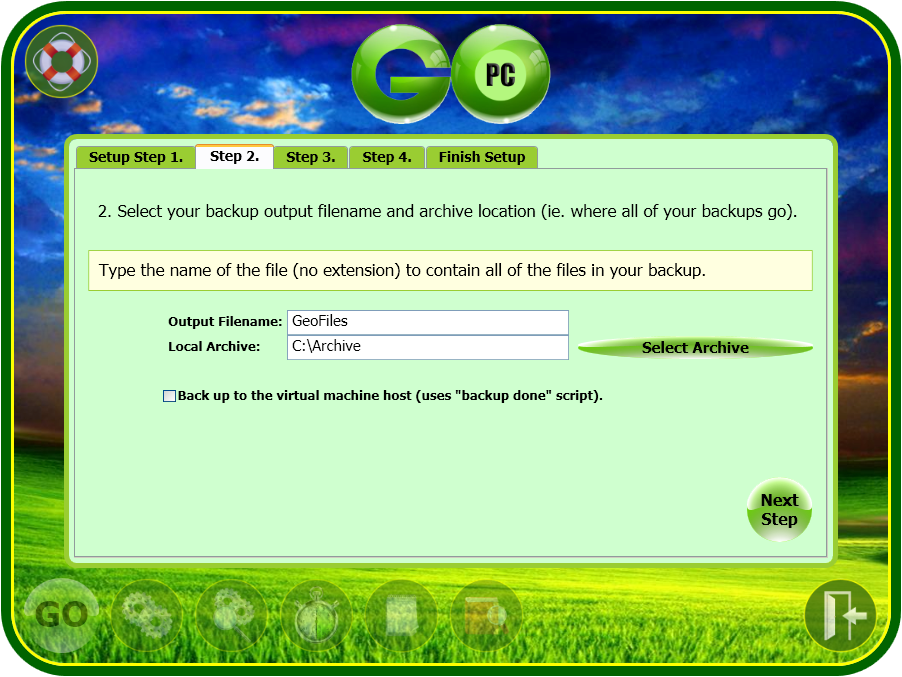 GO PC
Setup Step 1. Step 2. Step 3. Step 4. Finish Setup
2. Select your backup output filename and archive location (ie. where all of your backups go).
Type the name of the file (no extension) to contain all of the files in your backup.
Output Filename: GeoFiles
Local Archive: C:\Archive
Select Archive
Back up to the virtual machine host (uses "backup done" script).
Next
Step
GO